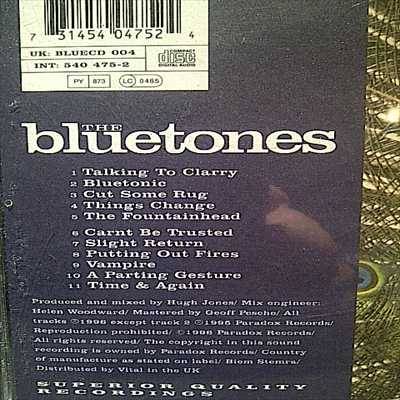 7 31454 04752 4
UK: BLUECD 004
INT: 540 475-2
COMPACT
disc
DIGITAL AUDIO
PY 873 LC 0465
THE
bluetones
1 Talking To Clarry
2 Bluetonic
3 Cut Some Rug
4 Things Change
5 The Fountainhead
6 Carnt Be Trusted
7 Slight Return
8 Putting Out Fires
9 Vampire
10 A Parting Gesture
11 Time & Again
Produced and mixed by Hugh Jones/ Mix engineer:
Helen Woodward/ Mastered by Geoff Pesche/ All
tracks ©1996 except track 2 ©1995 Paradox Records/
Reproduction prohibited/ ©1996 Paradox Records/
All rights reserved/ The copyright in this sound
recording is owned by Paradox Records/ Country
of manufacture as stated on label/ Biem Stemra/
Distributed by Vital in the UK
SUPERIOR QUALITY
RECORDINGS